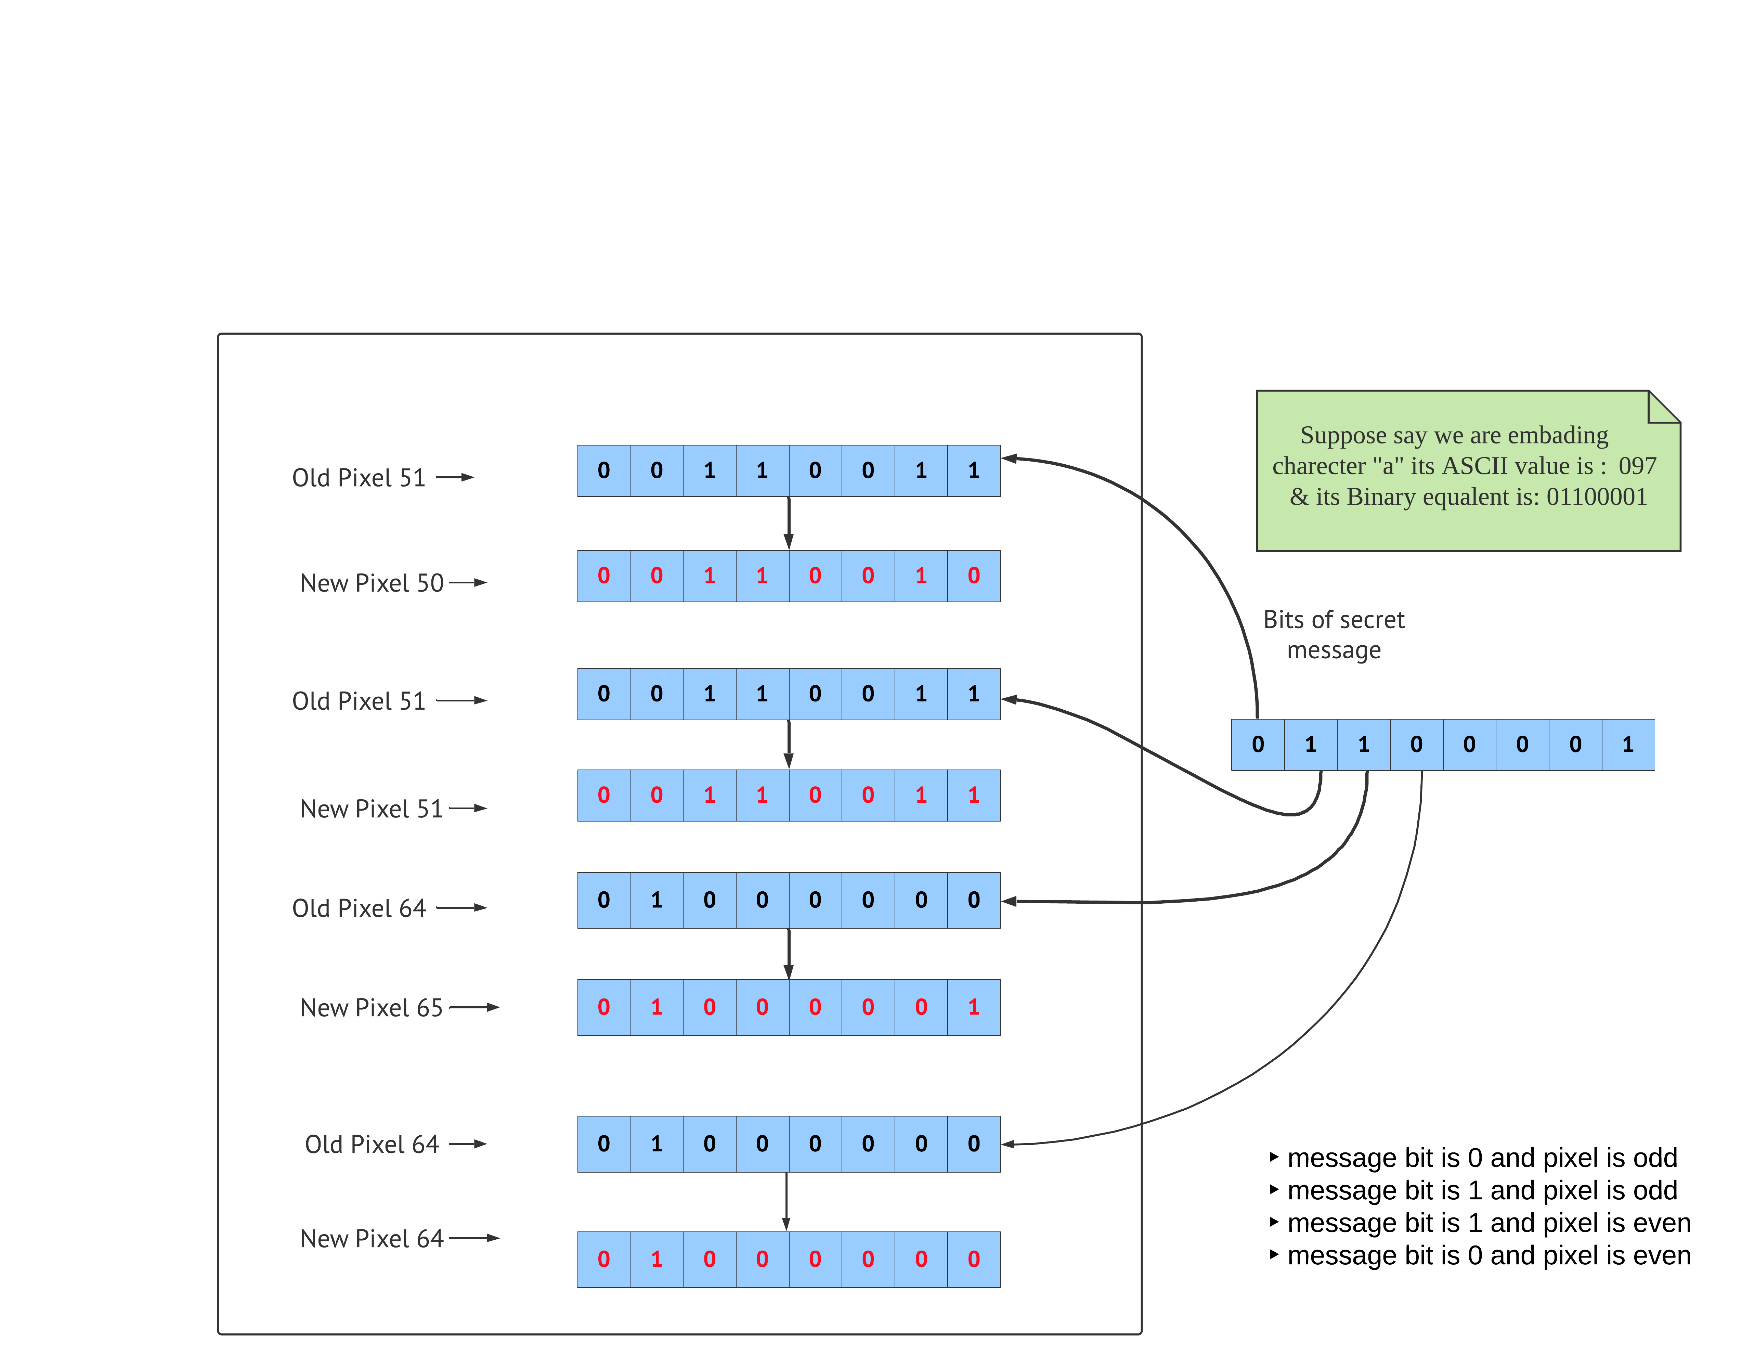 Old Pixel 51
0 0 1 1 0 0 1 1
New Pixel 50
0 0 1 1 0 0 1 0
Old Pixel 51
0 0 1 1 0 0 1 1
New Pixel 51
0 0 1 1 0 0 1 1
Old Pixel 64
0 1 0 0 0 0 0 0
New Pixel 65
0 1 0 0 0 0 0 1
Old Pixel 64
0 1 0 0 0 0 0 0
New Pixel 64
0 1 0 0 0 0 0 0
Suppose say we are embading
charecter "a" its ASCII value is : 097
& its Binary equalent is: 01100001
Bits of secret
message
0 1 1 0 0 0 0 1
‣ message bit is 0 and pixel is odd
‣ message bit is 1 and pixel is odd
‣ message bit is 1 and pixel is even
‣ message bit is 0 and pixel is even